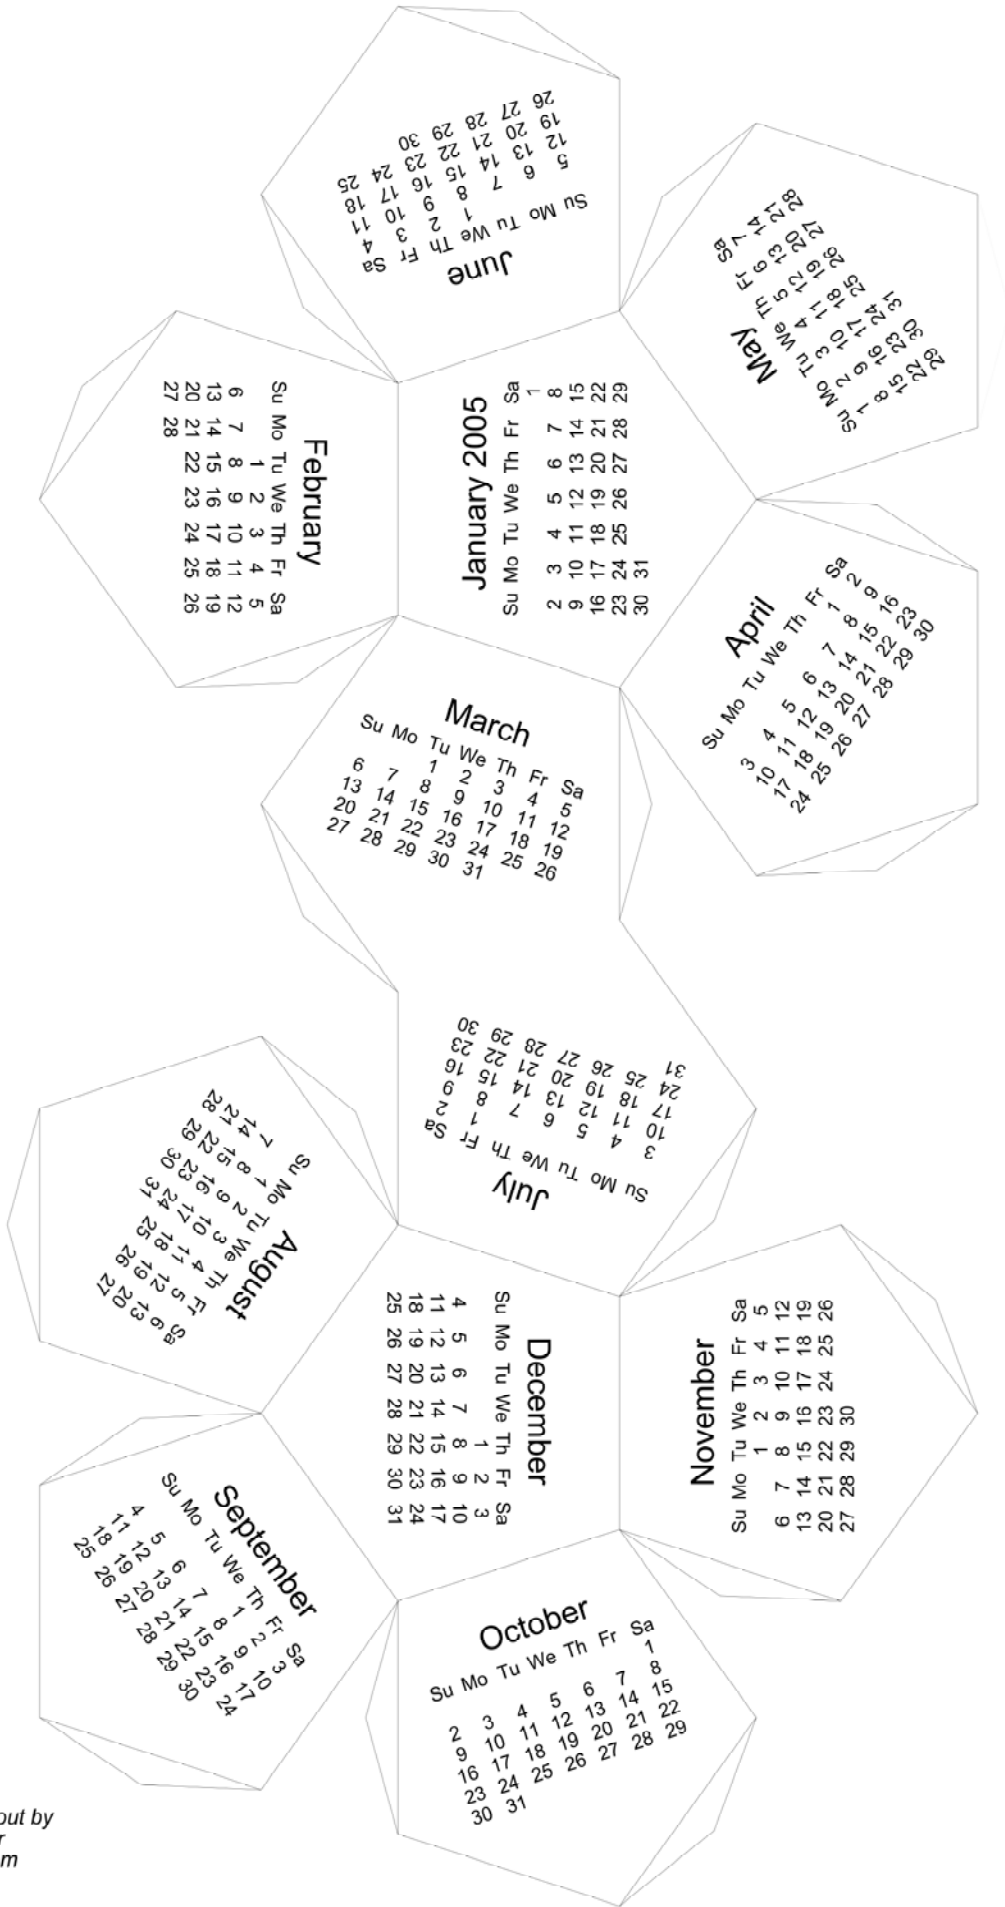 June
Su Mo Tu We Th Fr Sa
1 2 3 4
5 6 7 8 9 10 11
12 13 14 15 16 17 18
19 20 21 22 23 24 25
26 27 28 29 30
May
Su Mo Tu We Th Fr Sa
1 2 3 4 5 6 7
8 9 10 11 12 13 14
15 16 17 18 19 20 21
22 23 24 25 26 27 28
29 30 31
February
Su Mo Tu We Th Fr Sa
1 2 3 4 5
6 7 8 9 10 11 12
13 14 15 16 17 18 19
20 21 22 23 24 25 26
27 28
January 2005
Su Mo Tu We Th Fr Sa
1
2 3 4 5 6 7 8
9 10 11 12 13 14 15
16 17 18 19 20 21 22
23 24 25 26 27 28 29
30 31
April
Su Mo Tu We Th Fr Sa
1 2
3 4 5 6 7 8 9
10 11 12 13 14 15 16
17 18 19 20 21 22 23
24 25 26 27 28 29 30
March
Su Mo Tu We Th Fr Sa
1 2 3 4 5
6 7 8 9 10 11 12
13 14 15 16 17 18 19
20 21 22 23 24 25 26
27 28 29 30 31
July
Su Mo Tu We Th Fr Sa
1 2
3 4 5 6 7 8 9
10 11 12 13 14 15 16
17 18 19 20 21 22 23
24 25 26 27 28 29 30
31
August
Su Mo Tu We Th Fr Sa
1 2 3 4 5 6
7 8 9 10 11 12 13
14 15 16 17 18 19 20
21 22 23 24 25 26 27
28 29 30 31
December
Su Mo Tu We Th Fr Sa
1 2 3
4 5 6 7 8 9 10
11 12 13 14 15 16 17
18 19 20 21 22 23 24
25 26 27 28 29 30 31
November
Su Mo Tu We Th Fr Sa
1 2 3 4 5
6 7 8 9 10 11 12
13 14 15 16 17 18 19
20 21 22 23 24 25 26
27 28 29 30
September
Su Mo Tu We Th Fr Sa
1 2 3
4 5 6 7 8 9 10
11 12 13 14 15 16 17
18 19 20 21 22 23 24
25 26 27 28 29 30
October
Su Mo Tu We Th Fr Sa
1
2 3 4 5 6 7 8
9 10 11 12 13 14 15
16 17 18 19 20 21 22
23 24 25 26 27 28 29
30 31
by